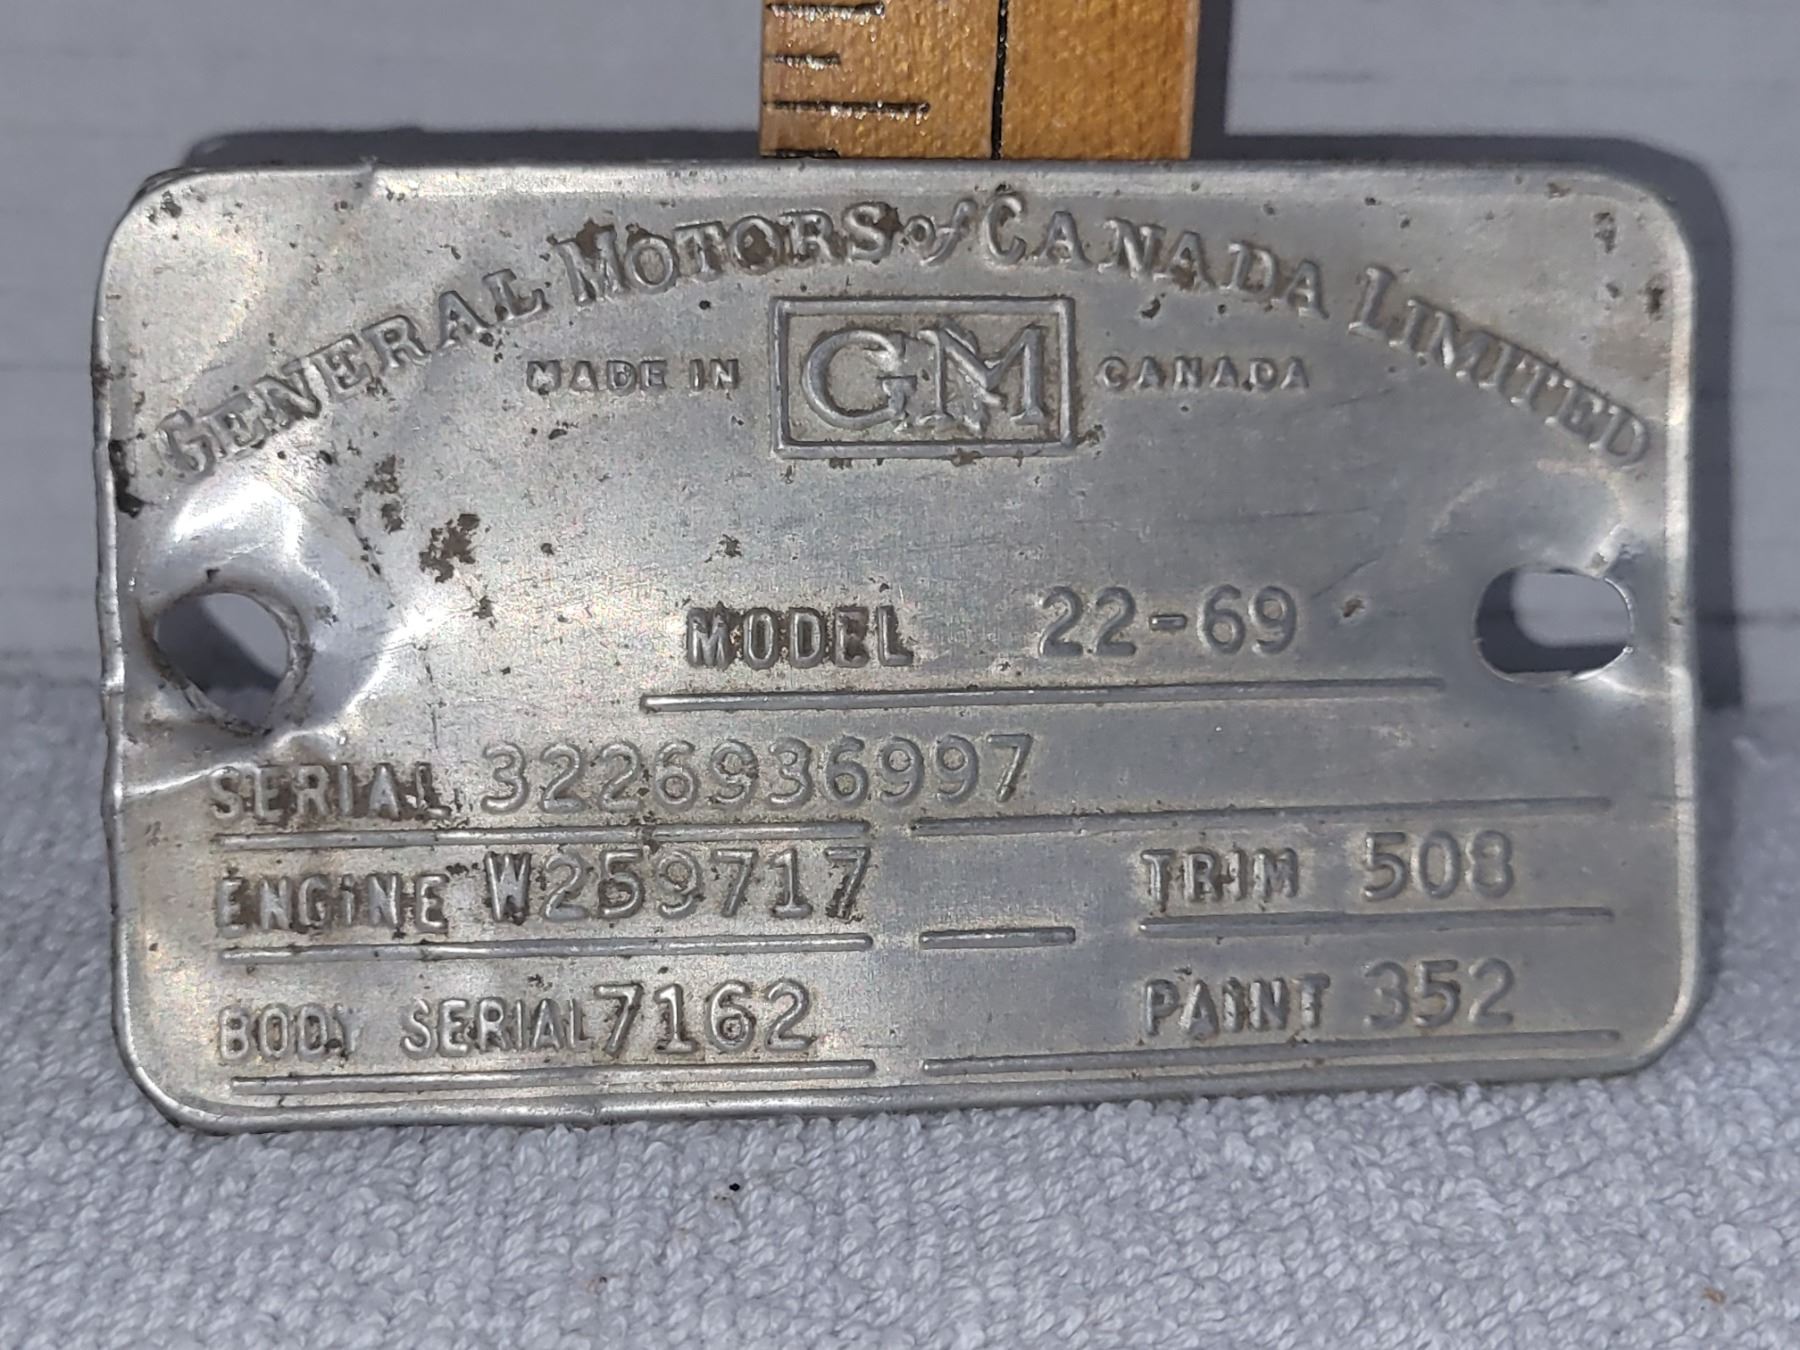 GENERAL MOTORS of CANADA LIMITED
MADE IN GM CANADA
MODEL 22-69
SERIAL 3226936997
ENGINE W259717 TRIM 508
BODY SERIAL 7162 PAINT 352